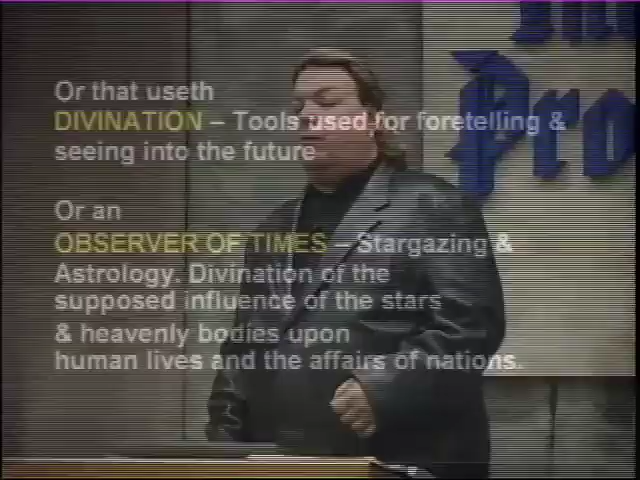 Pro
Or that useth
DIVINATION – Tools used for foretelling &
seeing into the future
Or an
OBSERVER OF TIMES – Stargazing &
Astrology. Divination of the
supposed influence of the stars
& heavenly bodies upon
human lives and the affairs of nations.